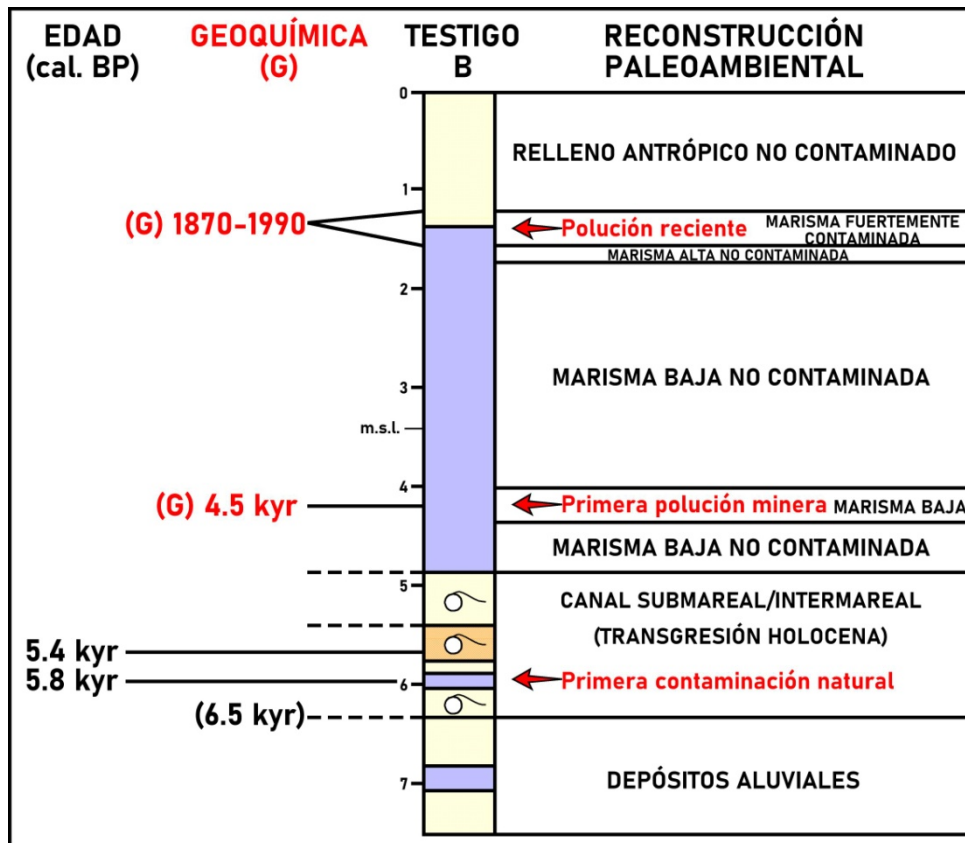 EDAD
(cal. BP)
GEOQUÍMICA
(G)
TESTIGO
B
RECONSTRUCCIÓN
PALEOAMBIENTAL
0
RELLENO ANTRÓPICO NO CONTAMINADO
1
(G) 1870-1990
Polución reciente
MARISMA FUERTEMENTE
CONTAMINADA
MARISMA ALTA NO CONTAMINADA
2
MARISMA BAJA NO CONTAMINADA
3
m.s.l.
4
(G) 4.5 kyr
Primera polución minera
MARISMA BAJA
MARISMA BAJA NO CONTAMINADA
5
CANAL SUBMAREAL/INTERMAREAL
(TRANSGRESIÓN HOLOCENA)
5.4 kyr
5.8 kyr
6
Primera contaminación natural
(6.5 kyr)
7
DEPÓSITOS ALUVIALES